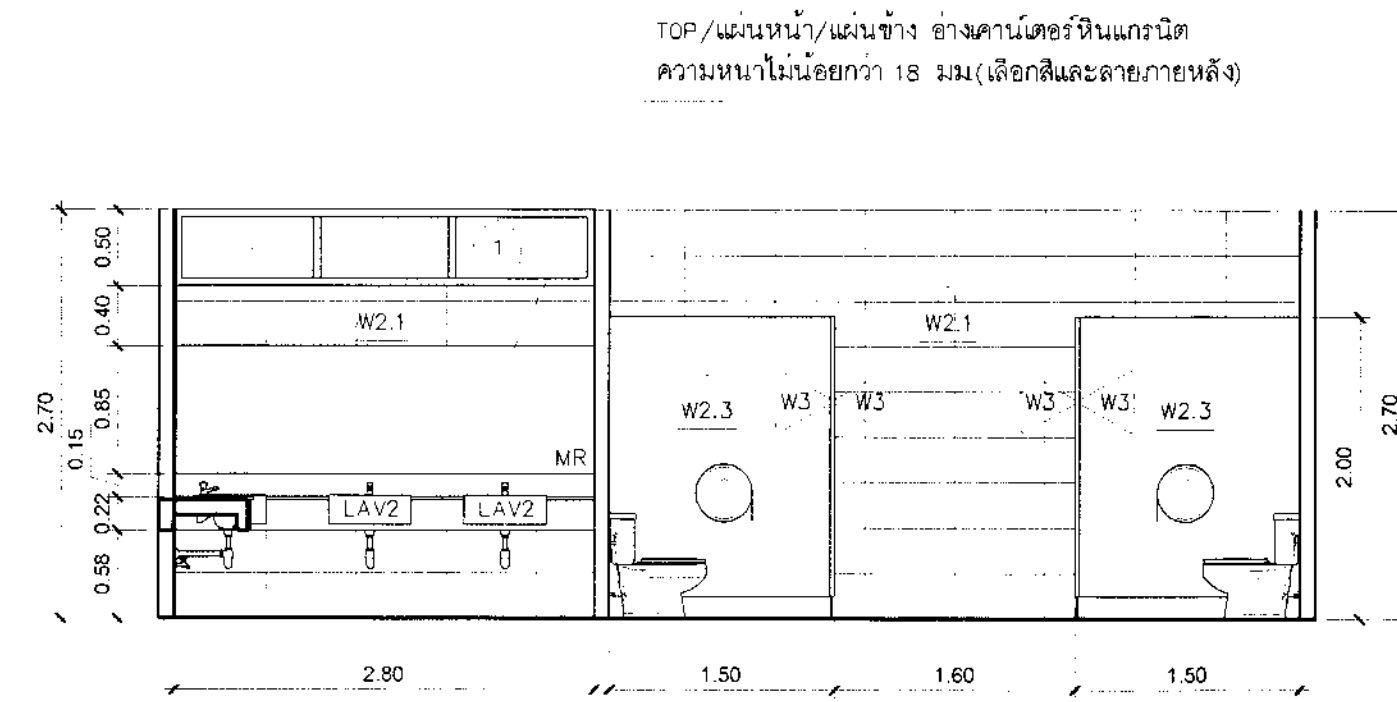 TOP/แผ่นหน้า/แผ่นข้าง อ่างเคาน์เตอร์หินแกรนิต
ความหนาไม่น้อยกว่า 18 มม(เลือกสีและลายภายหลัง)
2.70
0.50
0.40
0.85
0.15
0.22
0.58
1
W2.1
MR
LAV2
LAV2
W2.3
W3
W3
W2.1
W3
W3
W2.3
2.00
2.70
2.80
1.50
1.60
1.50